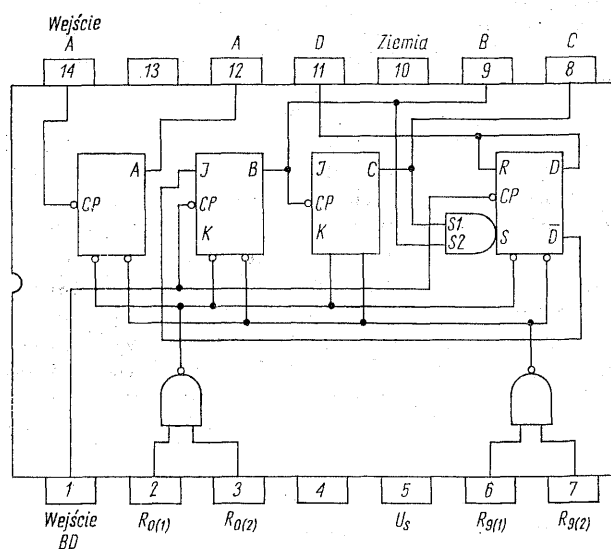 Wejście A D Ziemia B C
A
14 13 12 11 10 9 8
A J B J C R D
CP CP CP CP
K K S1 S2 S D̅
1 2 3 4 5 6 7
Wejście R0(1) R0(2) Us R9(1) R9(2)
BD